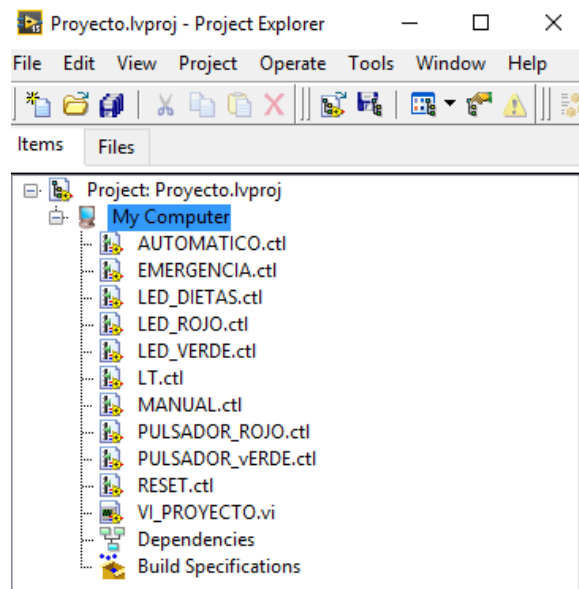 Proyecto.lvproj - Project Explorer
File Edit View Project Operate Tools Window Help
Items Files
Project: Proyecto.lvproj
My Computer
AUTOMATICO.ctl
EMERGENCIA.ctl
LED_DIETAS.ctl
LED_ROJO.ctl
LED_VERDE.ctl
LT.ctl
MANUAL.ctl
PULSADOR_ROJO.ctl
PULSADOR_vERDE.ctl
RESET.ctl
VI_PROYECTO.vi
Dependencies
Build Specifications